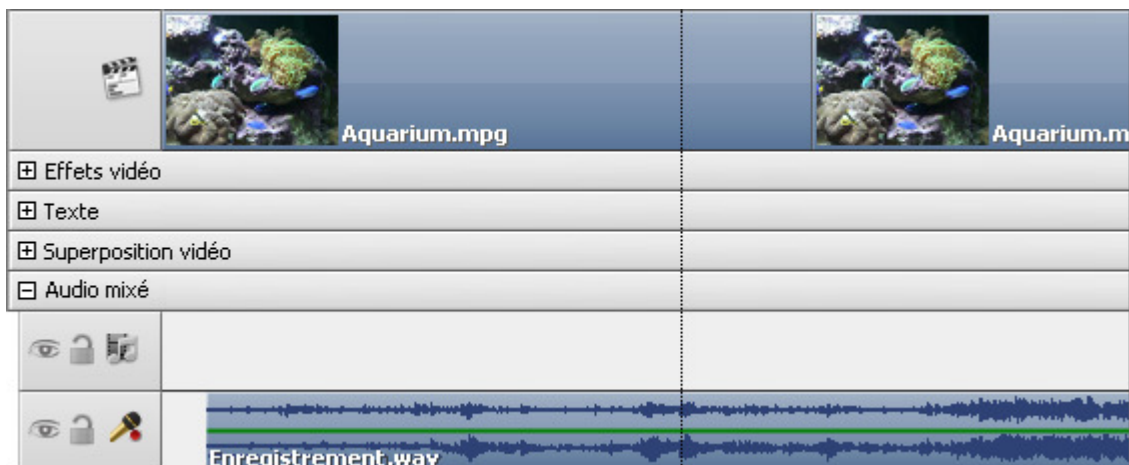 Aquarium.mpg
Aquarium.m
Effets vidéo
Texte
Superposition vidéo
Audio mixé
Enregistrement.wav